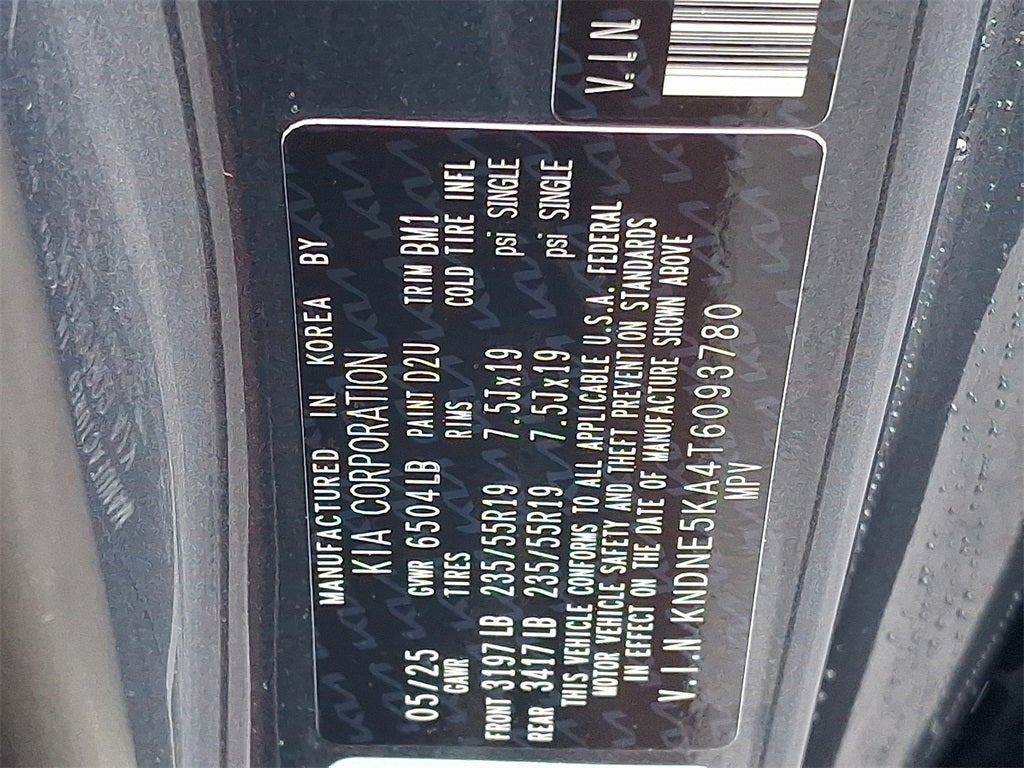 MANUFACTURED IN KOREA BY
KIA CORPORATION
05/25 GVWR 6504LB PAINT D2U TRIM BM1
GAWR TIRES RIMS COLD TIRE INFL
FRONT 3197LB 235/55R19 7.5Jx19 psi SINGLE
REAR 3417LB 235/55R19 7.5Jx19 psi SINGLE
THIS VEHICLE CONFORMS TO ALL APPLICABLE U.S.A. FEDERAL
MOTOR VEHICLE SAFETY AND THEFT PREVENTION STANDARDS
IN EFFECT ON THE DATE OF MANUFACTURE SHOWN ABOVE
V.I.N KNDNE5KA4T6093780
MPV
V.I.N.